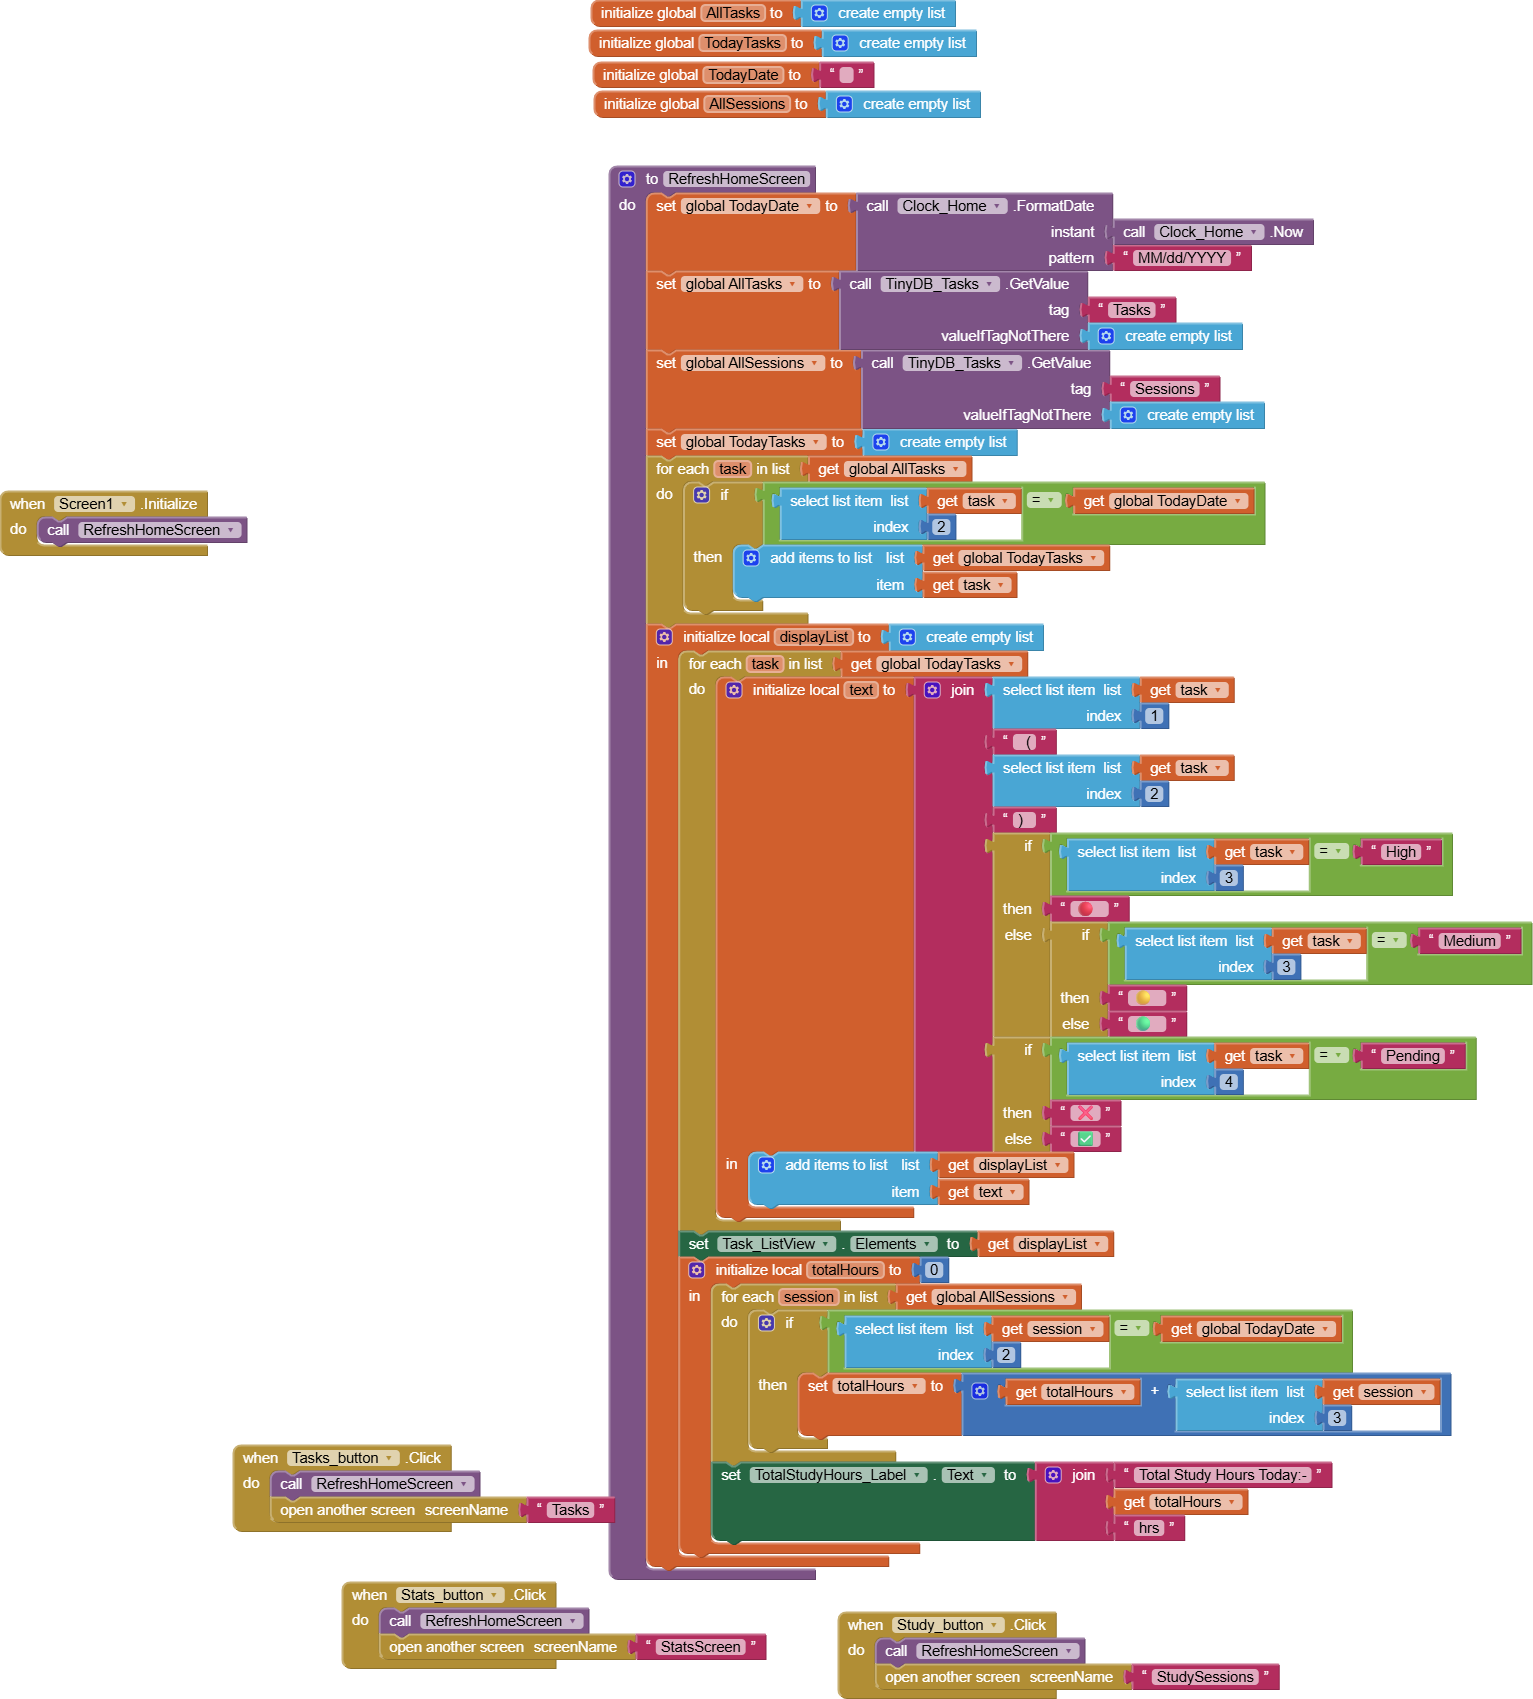 initialize global AllTasks to create empty list
initialize global TodayTasks to create empty list
initialize global TodayDate to “ ”
initialize global AllSessions to create empty list
to RefreshHomeScreen
do set global TodayDate to call Clock_Home .FormatDate
instant call Clock_Home .Now
pattern “ MM/dd/YYYY ”
set global AllTasks to call TinyDB_Tasks .GetValue
tag “ Tasks ”
valueIfTagNotThere create empty list
set global AllSessions to call TinyDB_Tasks .GetValue
tag “ Sessions ”
valueIfTagNotThere create empty list
set global TodayTasks to create empty list
for each task in list get global AllTasks
do if select list item list get task = get global TodayDate
index 2
then add items to list list get global TodayTasks
item get task
initialize local displayList to create empty list
in for each task in list get global TodayTasks
do initialize local text to join select list item list get task
index 1
“ ( ”
select list item list get task
index 2
“ ) ”
if select list item list get task = “ High ”
index 3
then “ 🔴 ”
else if select list item list get task = “ Medium ”
index 3
then “ 🟡 ”
else “ 🟢 ”
if select list item list get task = “ Pending ”
index 4
then “ ❌ ”
else “ ✅ ”
in add items to list list get displayList
item get text
set Task_ListView . Elements to get displayList
initialize local totalHours to 0
in for each session in list get global AllSessions
do if select list item list get session = get global TodayDate
index 2
then set totalHours to get totalHours + select list item list get session
index 3
set TotalStudyHours_Label . Text to join “ Total Study Hours Today:- ”
get totalHours
“ hrs ”
when Screen1 .Initialize
do call RefreshHomeScreen
when Tasks_button .Click
do call RefreshHomeScreen
open another screen screenName “ Tasks ”
when Stats_button .Click
do call RefreshHomeScreen
open another screen screenName “ StatsScreen ”
when Study_button .Click
do call RefreshHomeScreen
open another screen screenName “ StudySessions ”